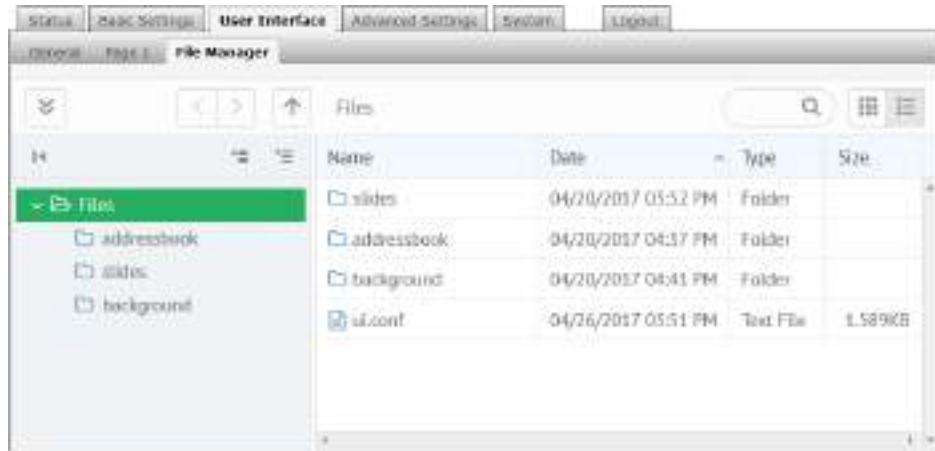 Status Basic Settings User Interface Advanced Settings System Logout
General Page 1 File Manager
Files
Name Date Type Size
Files
addressbook
slides
background
slides 04/20/2017 03:52 PM Folder
addressbook 04/20/2017 04:37 PM Folder
background 04/20/2017 04:41 PM Folder
ui.conf 04/26/2017 03:51 PM Text File 1.589KB